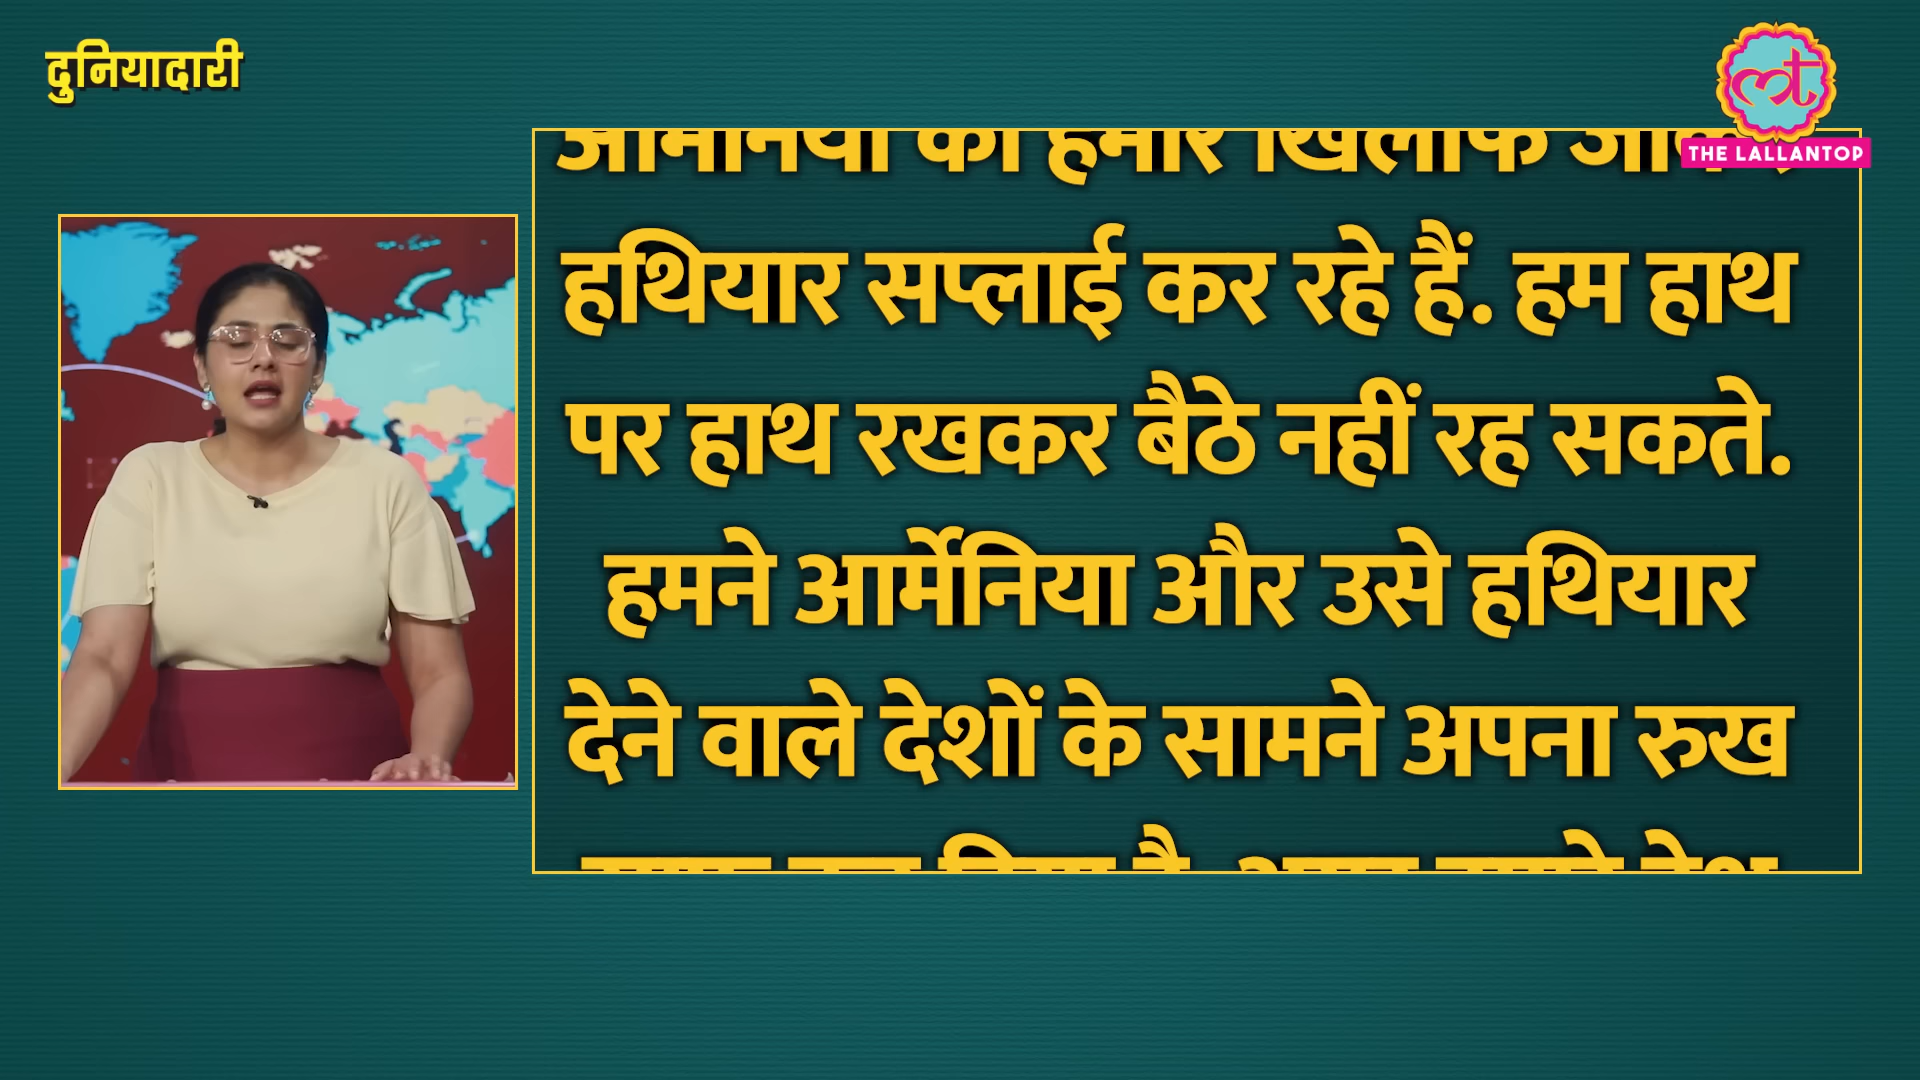 दुनियादारी
THE LALLANTOP
हथियार सप्लाई कर रहे हैं. हम हाथ
पर हाथ रखकर बैठे नहीं रह सकते.
हमने आर्मेनिया और उसे हथियार
देने वाले देशों के सामने अपना रुख